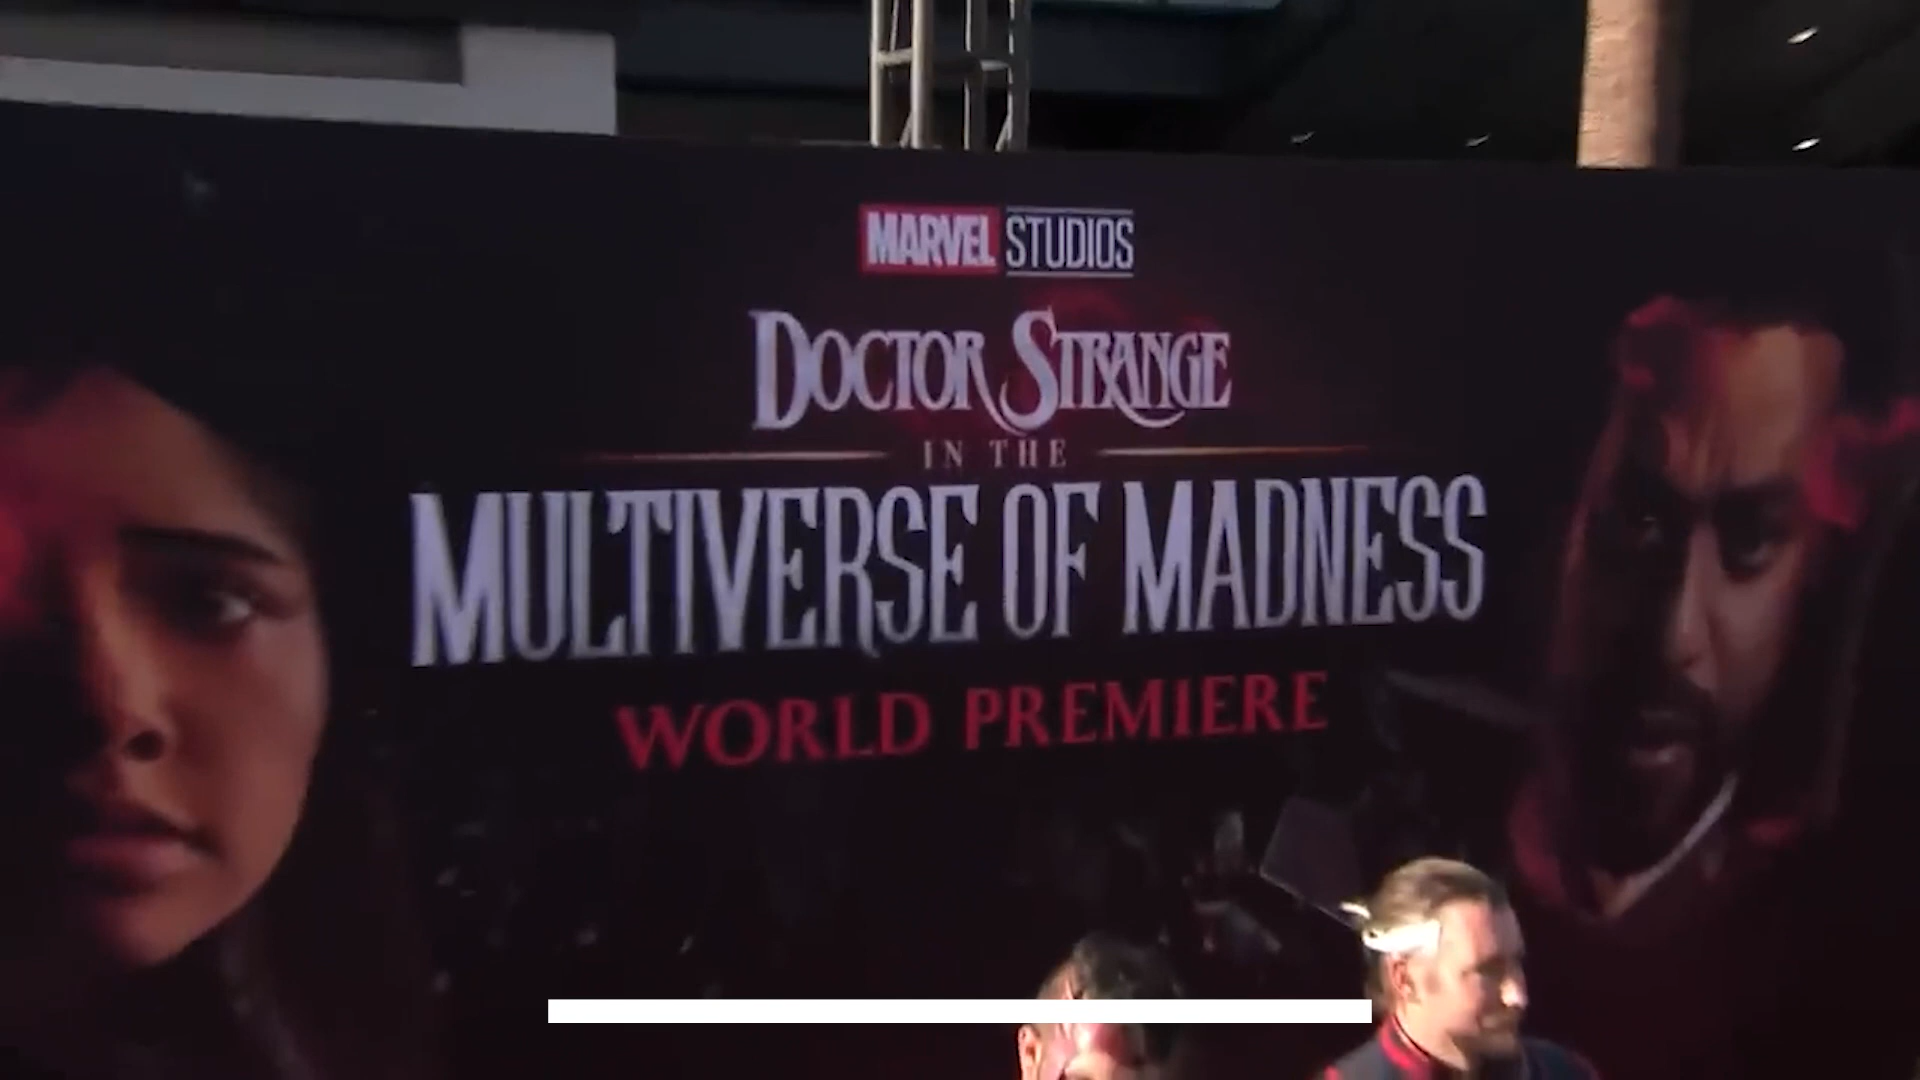 MARVEL STUDIOS
DOCTOR STRANGE
IN THE
MULTIVERSE OF MADNESS
WORLD PREMIERE